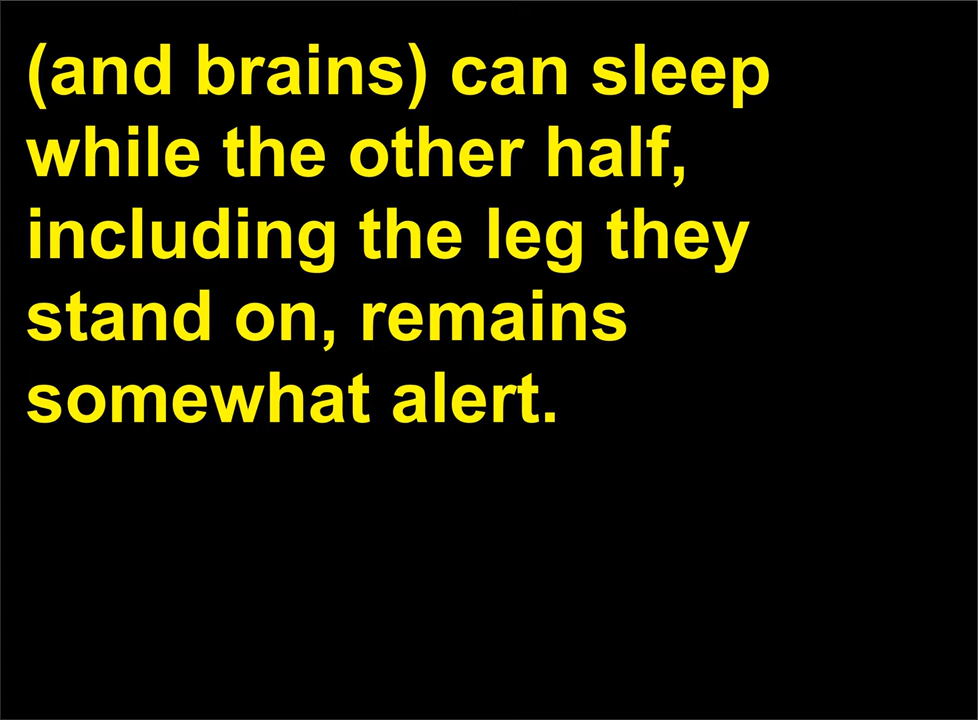 (and brains) can sleep
while the other half,
including the leg they
stand on, remains
somewhat alert.